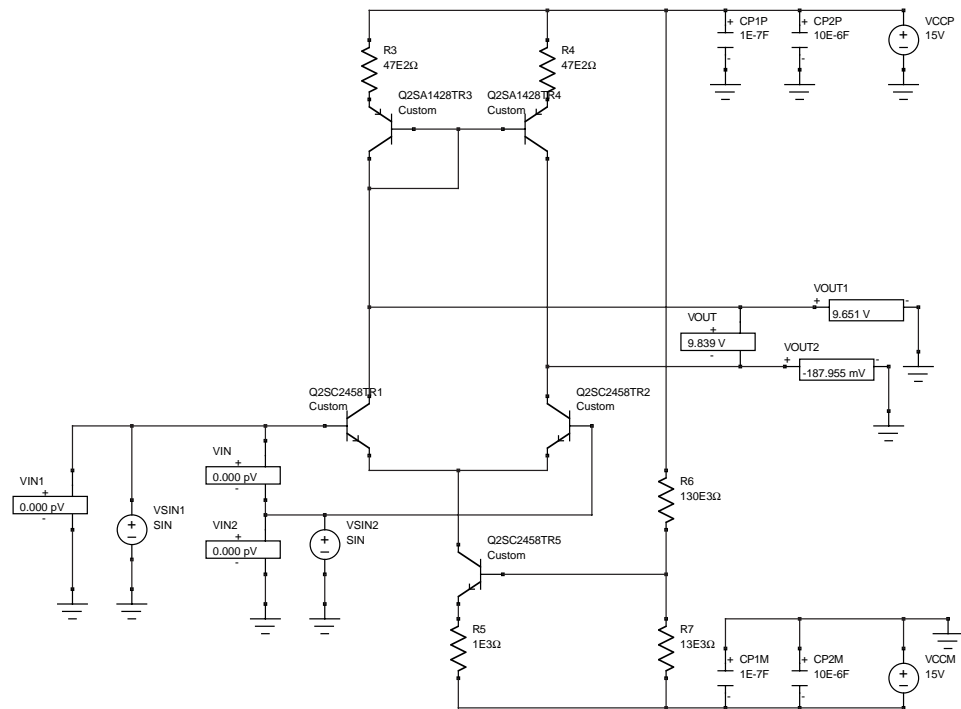 + CP1P
1E-7F
-
+ CP2P
10E-6F
-
VCCP
+
-
15V
R3
47E2Ω
R4
47E2Ω
Q2SA1428TR3
Custom
Q2SA1428TR4
Custom
VOUT1
+
-
9.651 V
VOUT
+
9.839 V
-
VOUT2
+
-
-187.955 mV
Q2SC2458TR1
Custom
Q2SC2458TR2
Custom
VIN
+
0.000 pV
-
VIN1
+
0.000 pV
-
VSIN1
+
-
SIN
VIN2
+
0.000 pV
-
VSIN2
+
-
SIN
R6
130E3Ω
Q2SC2458TR5
Custom
R5
1E3Ω
R7
13E3Ω
+ CP1M
1E-7F
-
+ CP2M
10E-6F
-
VCCM
+
-
15V